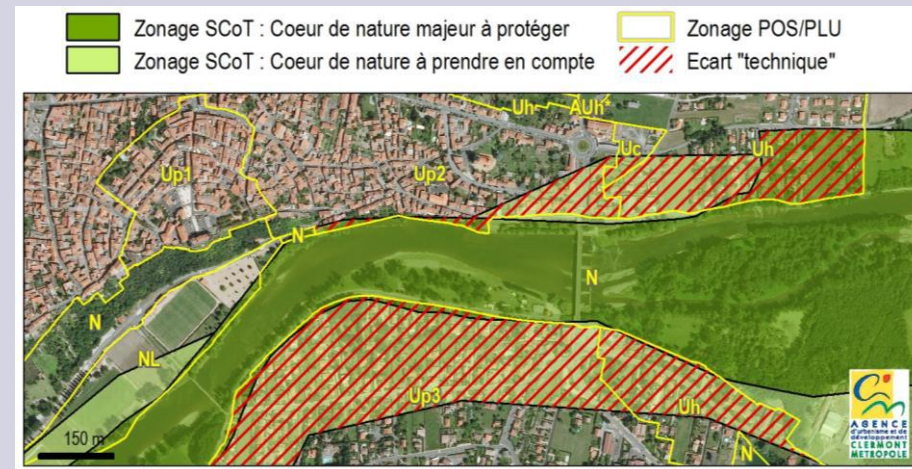 Zonage SCoT : Coeur de nature majeur à protéger
Zonage POS/PLU
Zonage SCoT : Coeur de nature à prendre en compte
Ecart "technique"
Uh
AUh*
Uc
Uh
Up1
Up2
N
N
N
NL
Up3
Uh
N
150 m
AGENCE
d'urbanisme et de
développement
CLERMONT
METROPOLE